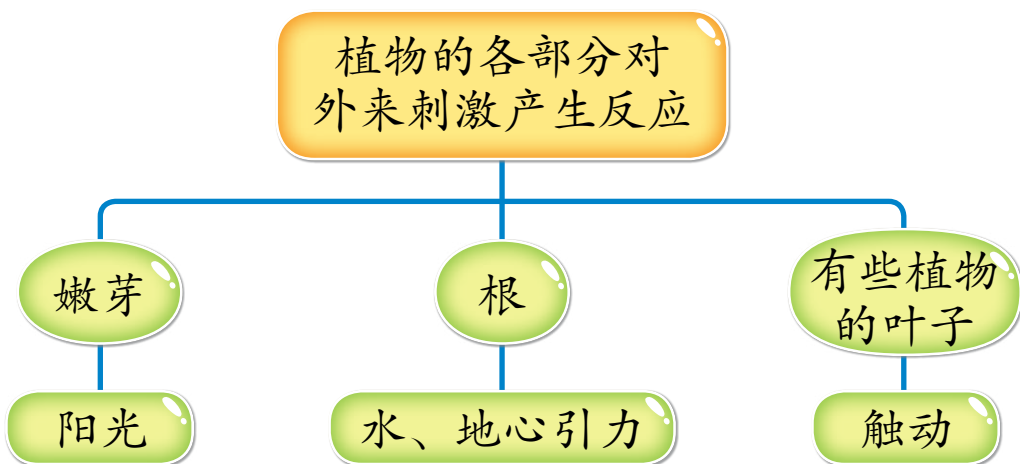 植物的各部分对
外来刺激产生反应
嫩芽
根
有些植物
的叶子
阳光
水、地心引力
触动